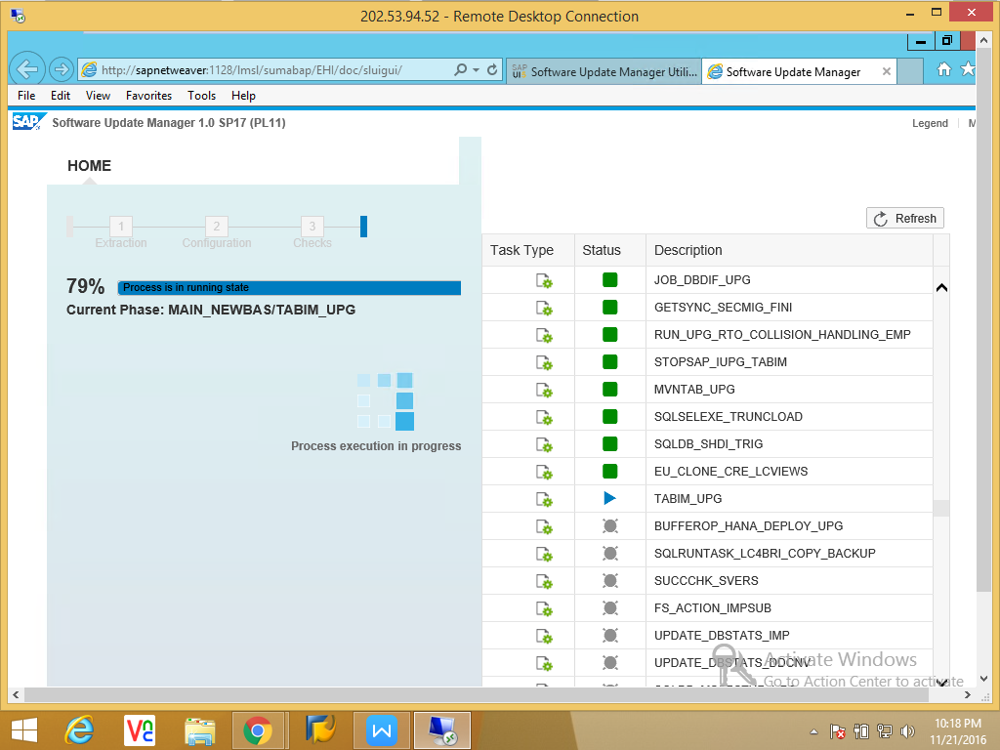 202.53.94.52 - Remote Desktop Connection
http://sapnetweaver:1128/lmsl/sumabap/EHI/doc/sluigui/
SAP UI5 Software Update Manager Utili...
Software Update Manager
File Edit View Favorites Tools Help
SAP Software Update Manager 1.0 SP17 (PL11)
Legend M
HOME
Refresh
1 2 3
Extraction Configuration Checks
79% Process is in running state
Current Phase: MAIN_NEWBAS/TABIM_UPG
Process execution in progress
Task Type Status Description
JOB_DBDIF_UPG
GETSYNC_SECMIG_FINI
RUN_UPG_RTO_COLLISION_HANDLING_EMP
STOPSAP_IUPG_TABIM
MVNTAB_UPG
SQLSELEXE_TRUNCLOAD
SQLDB_SHDI_TRIG
EU_CLONE_CRE_LCVIEWS
TABIM_UPG
BUFFEROP_HANA_DEPLOY_UPG
SQLRUNTASK_LC4BRI_COPY_BACKUP
SUCCCHK_SVERS
FS_ACTION_IMPSUB
UPDATE_DBSTATS_IMP
UPDATE_DBSTATS_DDCNV
Activate Windows
Go to Action Center to activate
VNC
W
10:18 PM
11/21/2016